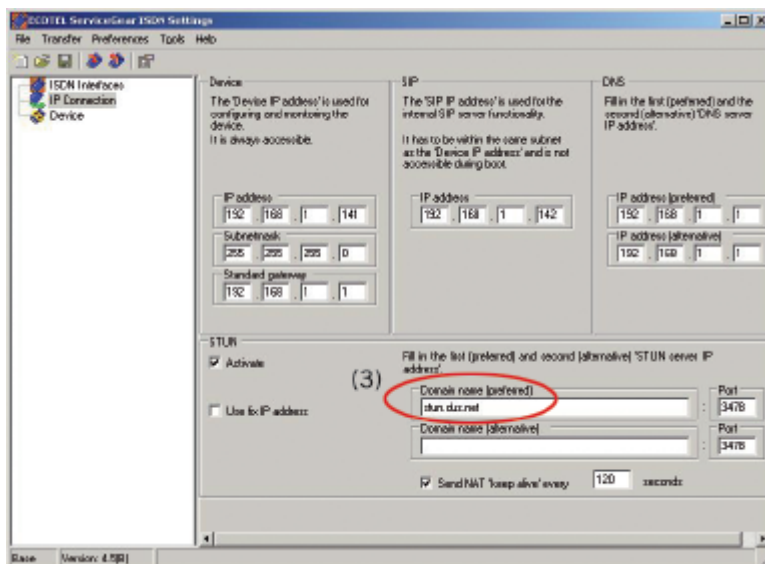 ECOTEL ServiceGear ISDN Settings
File Transfer Preferences Tools Help
ISDN Interfaces
IP Connection
Device
Device
The 'Device IP address' is used for
configuring and monitoring the
device.
It is always accessible.
IP address
192 . 168 . 1 . 141
Subnetmask
255 . 255 . 255 . 0
Standard gateway
192 . 168 . 1 . 1
SIP
The 'SIP IP address' is used for the
internal SIP server functionality.
It has to be within the same subnet
as the 'Device IP address' and is not
accessible during boot.
IP address
192 . 168 . 1 . 142
DNS
Fill in the first (preferred) and the
second (alternative) 'DNS server
IP address'.
IP address (preferred)
192 . 168 . 1 . 1
IP address (alternative)
192 . 168 . 1 . 1
STUN
Activate
Use fix IP address
(3)
Fill in the first (preferred) and second (alternative) 'STUN server IP
address'.
Domain name (preferred)
stun.dus.net
:
Port
3478
Domain name (alternative)
:
Port
3478
Send NAT 'keep alive' every 120 seconds
Base Version: 4.5(B)